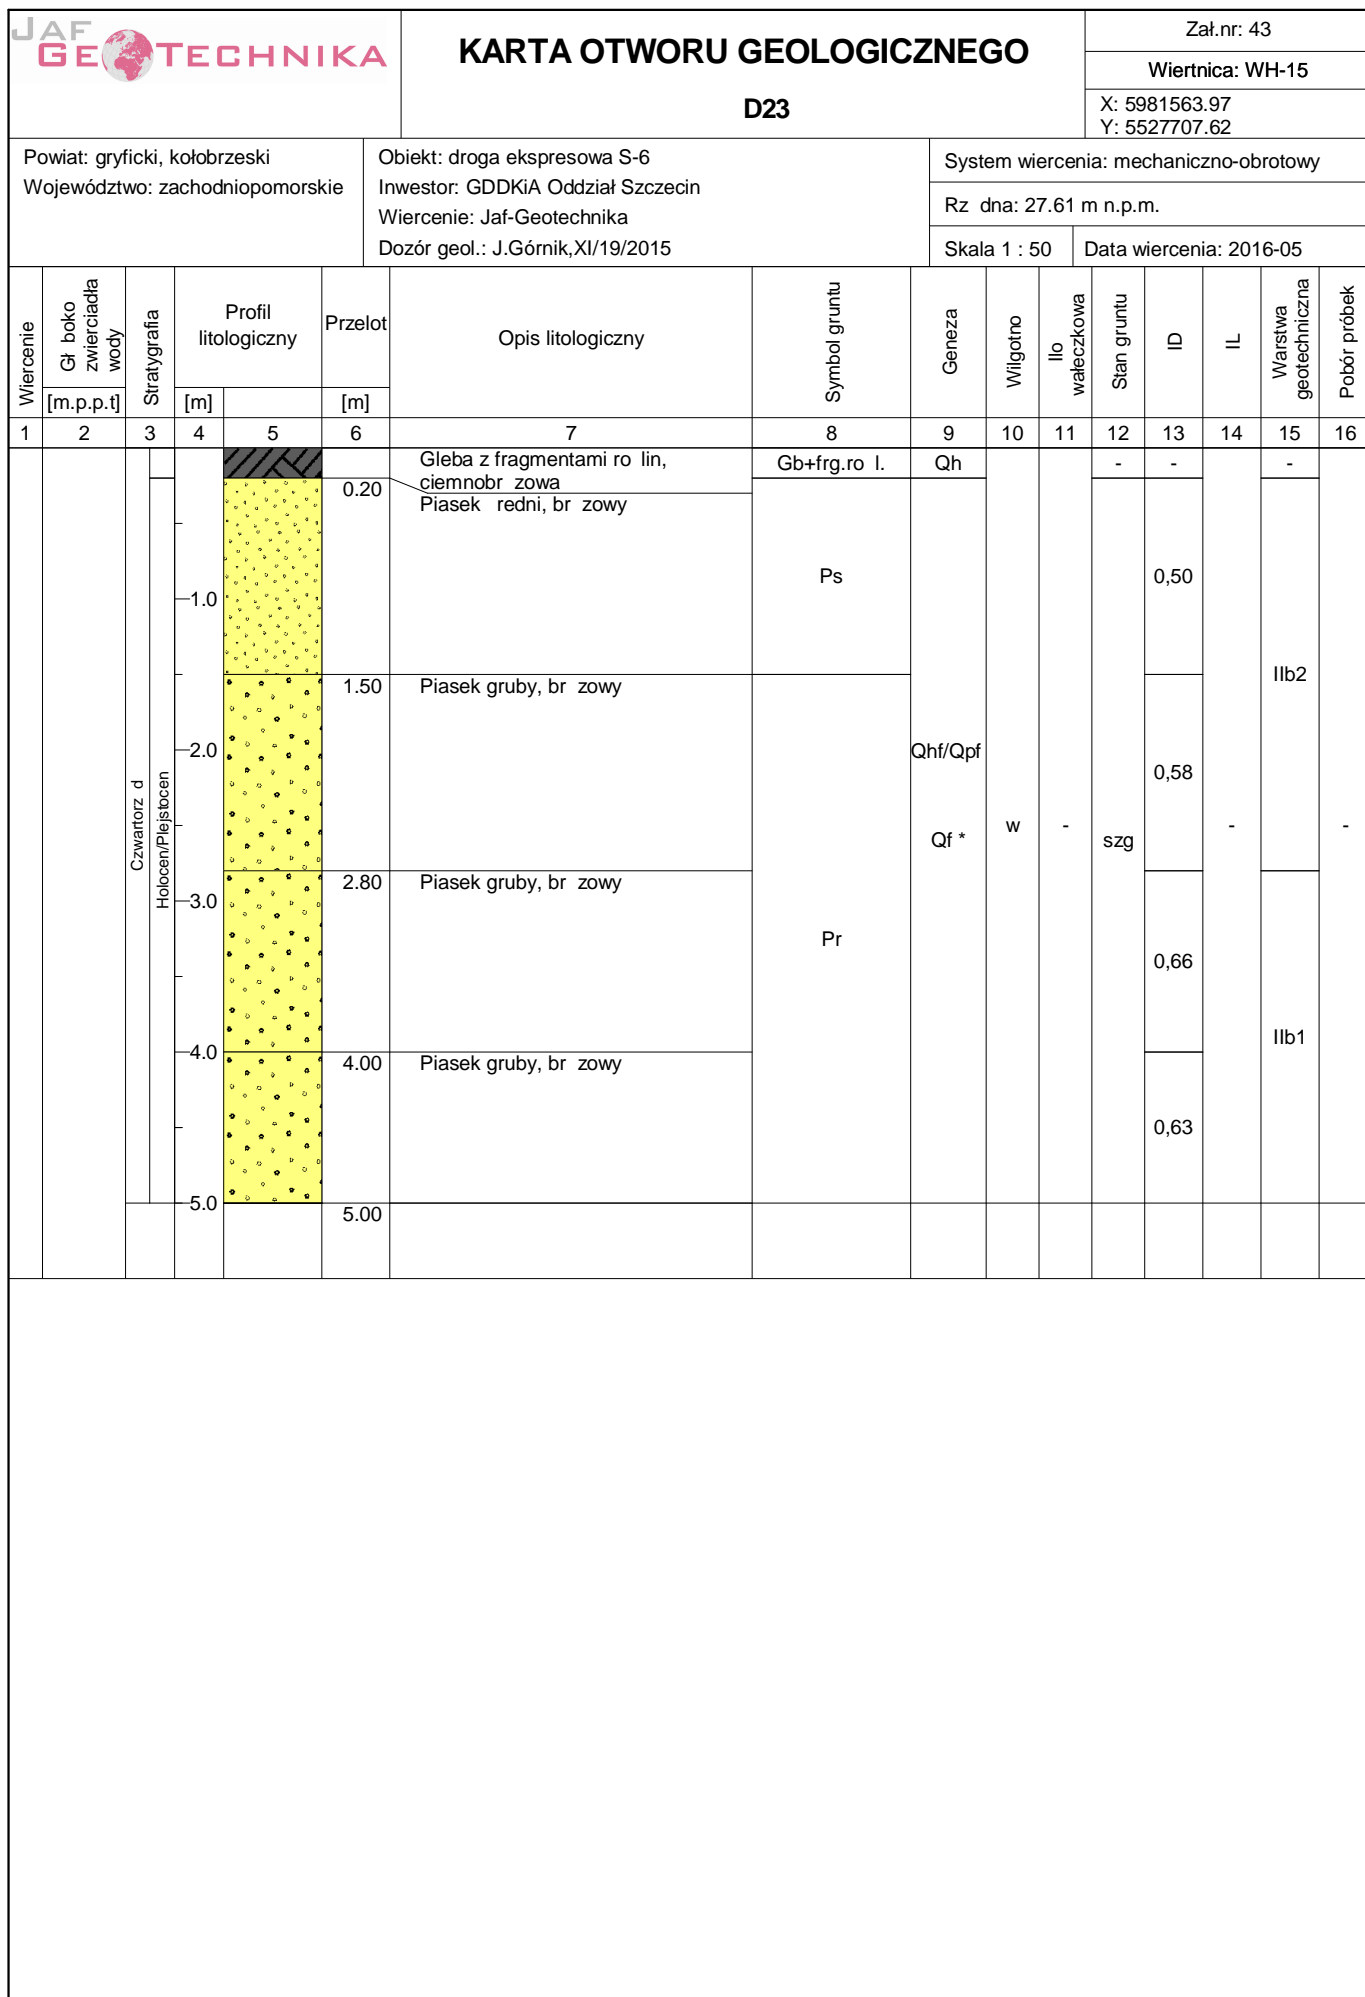 JAF
GEOTECHNIKA
KARTA OTWORU GEOLOGICZNEGO
D23
Zał.nr: 43
Wiertnica: WH-15
X: 5981563.97
Y: 5527707.62
Powiat: gryficki, kołobrzeski
Województwo: zachodniopomorskie
Obiekt: droga ekspresowa S-6
Inwestor: GDDKiA Oddział Szczecin
Wiercenie: Jaf-Geotechnika
Dozór geol.: J.Górnik,XI/19/2015
System wiercenia: mechaniczno-obrotowy
Rz dna: 27.61 m n.p.m.
Skala 1 : 50
Data wiercenia: 2016-05
Wiercenie
Gł boko
zwierciadła
wody
[m.p.p.t]
Stratygrafia
Profil
litologiczny
[m]
Przelot
[m]
Opis litologiczny
Symbol gruntu
Geneza
Wilgotno
Ilo
wałeczkowa
Stan gruntu
ID
IL
Warstwa
geotechniczna
Pobór próbek
1 2 3 4 5 6 7 8 9 10 11 12 13 14 15 16
Gleba z fragmentami ro lin,
ciemnobr zowa
Gb+frg.ro l.
Qh
- - -
0.20
Piasek redni, br zowy
Ps
0,50
1.0
1.50
Piasek gruby, br zowy
IIb2
2.0
Qhf/Qpf
0,58
Czwartorz d
Holocen/Plejstocen
Qf *
w
-
szg
-
-
2.80
Piasek gruby, br zowy
3.0
Pr
0,66
4.0
4.00
Piasek gruby, br zowy
IIb1
0,63
5.0
5.00